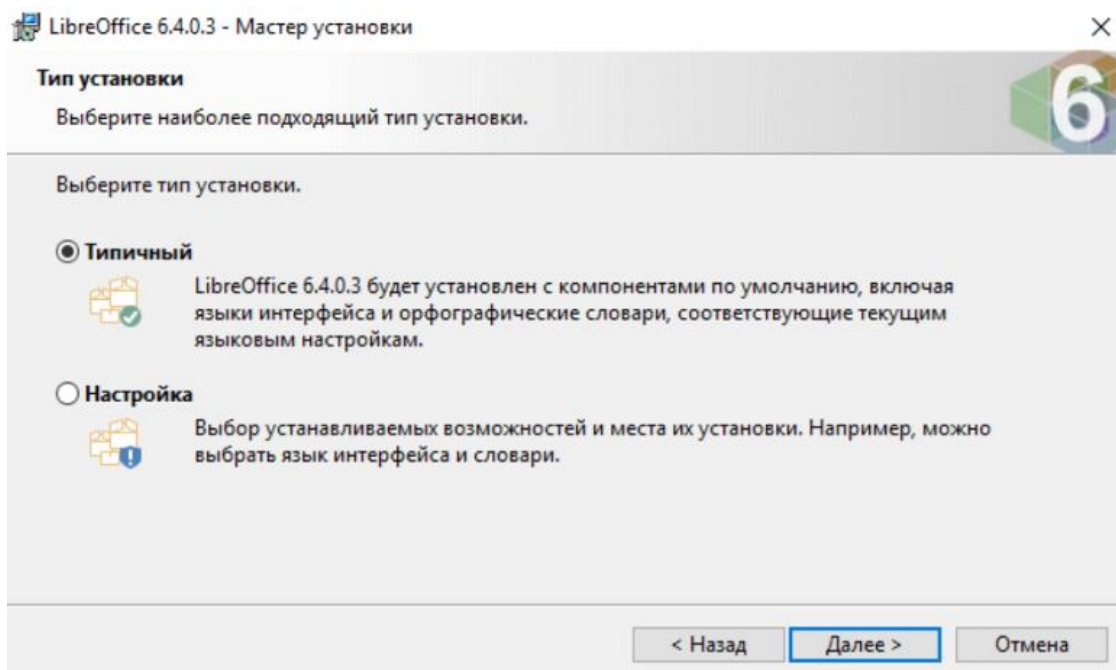 LibreOffice 6.4.0.3 - Мастер установки
Тип установки
6
Выберите наиболее подходящий тип установки.
Выберите тип установки.
Типичный
LibreOffice 6.4.0.3 будет установлен с компонентами по умолчанию, включая
языки интерфейса и орфографические словари, соответствующие текущим
языковым настройкам.
Настройка
Выбор устанавливаемых возможностей и места их установки. Например, можно
выбрать язык интерфейса и словари.
< Назад Далее > Отмена